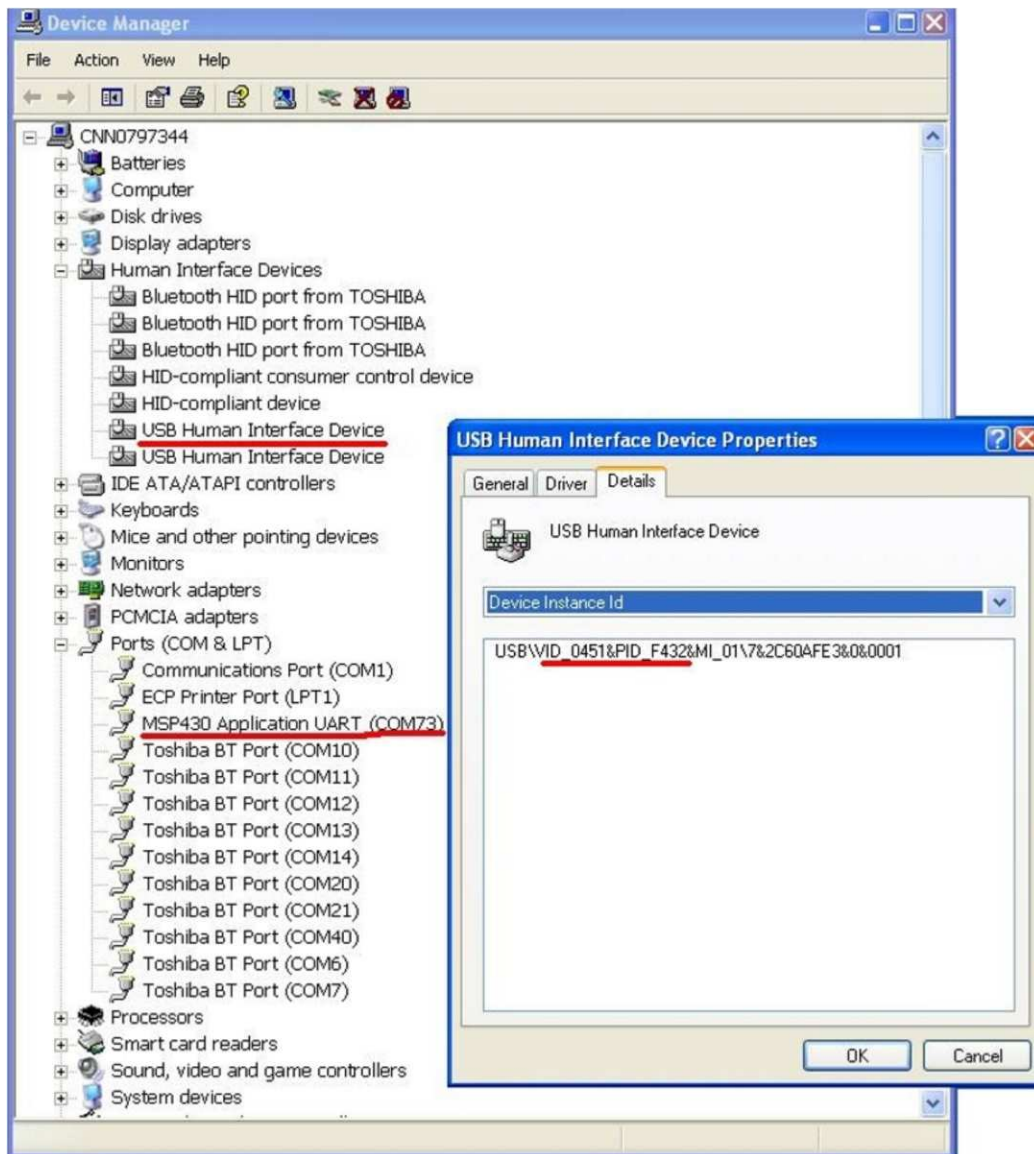 Device Manager
File Action View Help
CNN0797344
Batteries
Computer
Disk drives
Display adapters
Human Interface Devices
Bluetooth HID port from TOSHIBA
Bluetooth HID port from TOSHIBA
Bluetooth HID port from TOSHIBA
HID-compliant consumer control device
HID-compliant device
USB Human Interface Device
USB Human Interface Device
IDE ATA/ATAPI controllers
Keyboards
Mice and other pointing devices
Monitors
Network adapters
PCMCIA adapters
Ports (COM & LPT)
Communications Port (COM1)
ECP Printer Port (LPT1)
MSP430 Application UART (COM73)
Toshiba BT Port (COM10)
Toshiba BT Port (COM11)
Toshiba BT Port (COM12)
Toshiba BT Port (COM13)
Toshiba BT Port (COM14)
Toshiba BT Port (COM20)
Toshiba BT Port (COM21)
Toshiba BT Port (COM40)
Toshiba BT Port (COM6)
Toshiba BT Port (COM7)
Processors
Smart card readers
Sound, video and game controllers
System devices
USB Human Interface Device Properties
General Driver Details
USB Human Interface Device
Device Instance Id
USB\VID_0451&PID_F432&MI_01\7&2C60AFE3&0&0001
OK Cancel